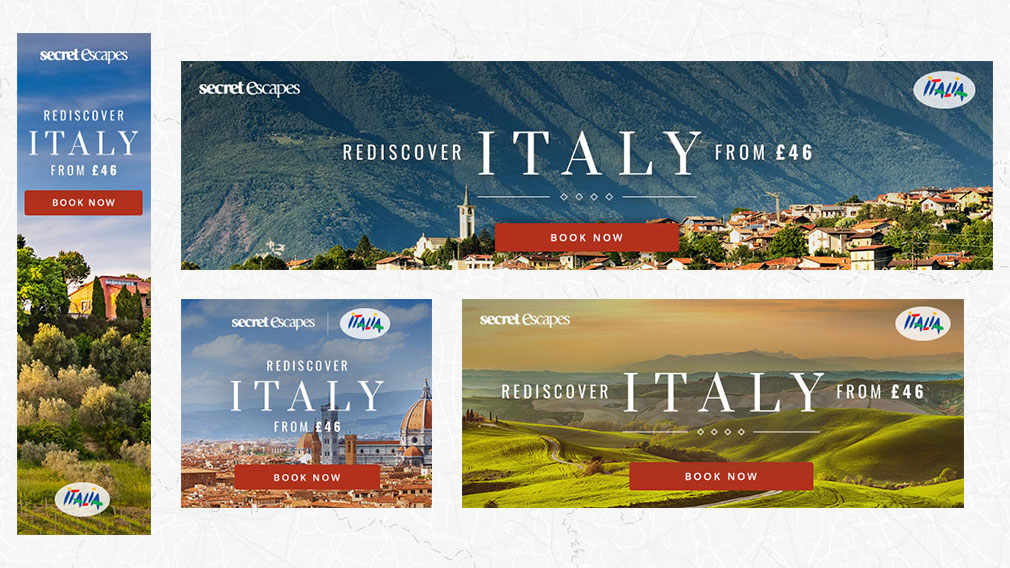 secret escapes
REDISCOVER
ITALY
FROM £46
BOOK NOW
ITALIA
secret escapes
ITALIA
REDISCOVER ITALY FROM £46
BOOK NOW
secret escapes
ITALIA
REDISCOVER
ITALY
FROM £46
BOOK NOW
secret escapes
ITALIA
REDISCOVER ITALY FROM £46
BOOK NOW